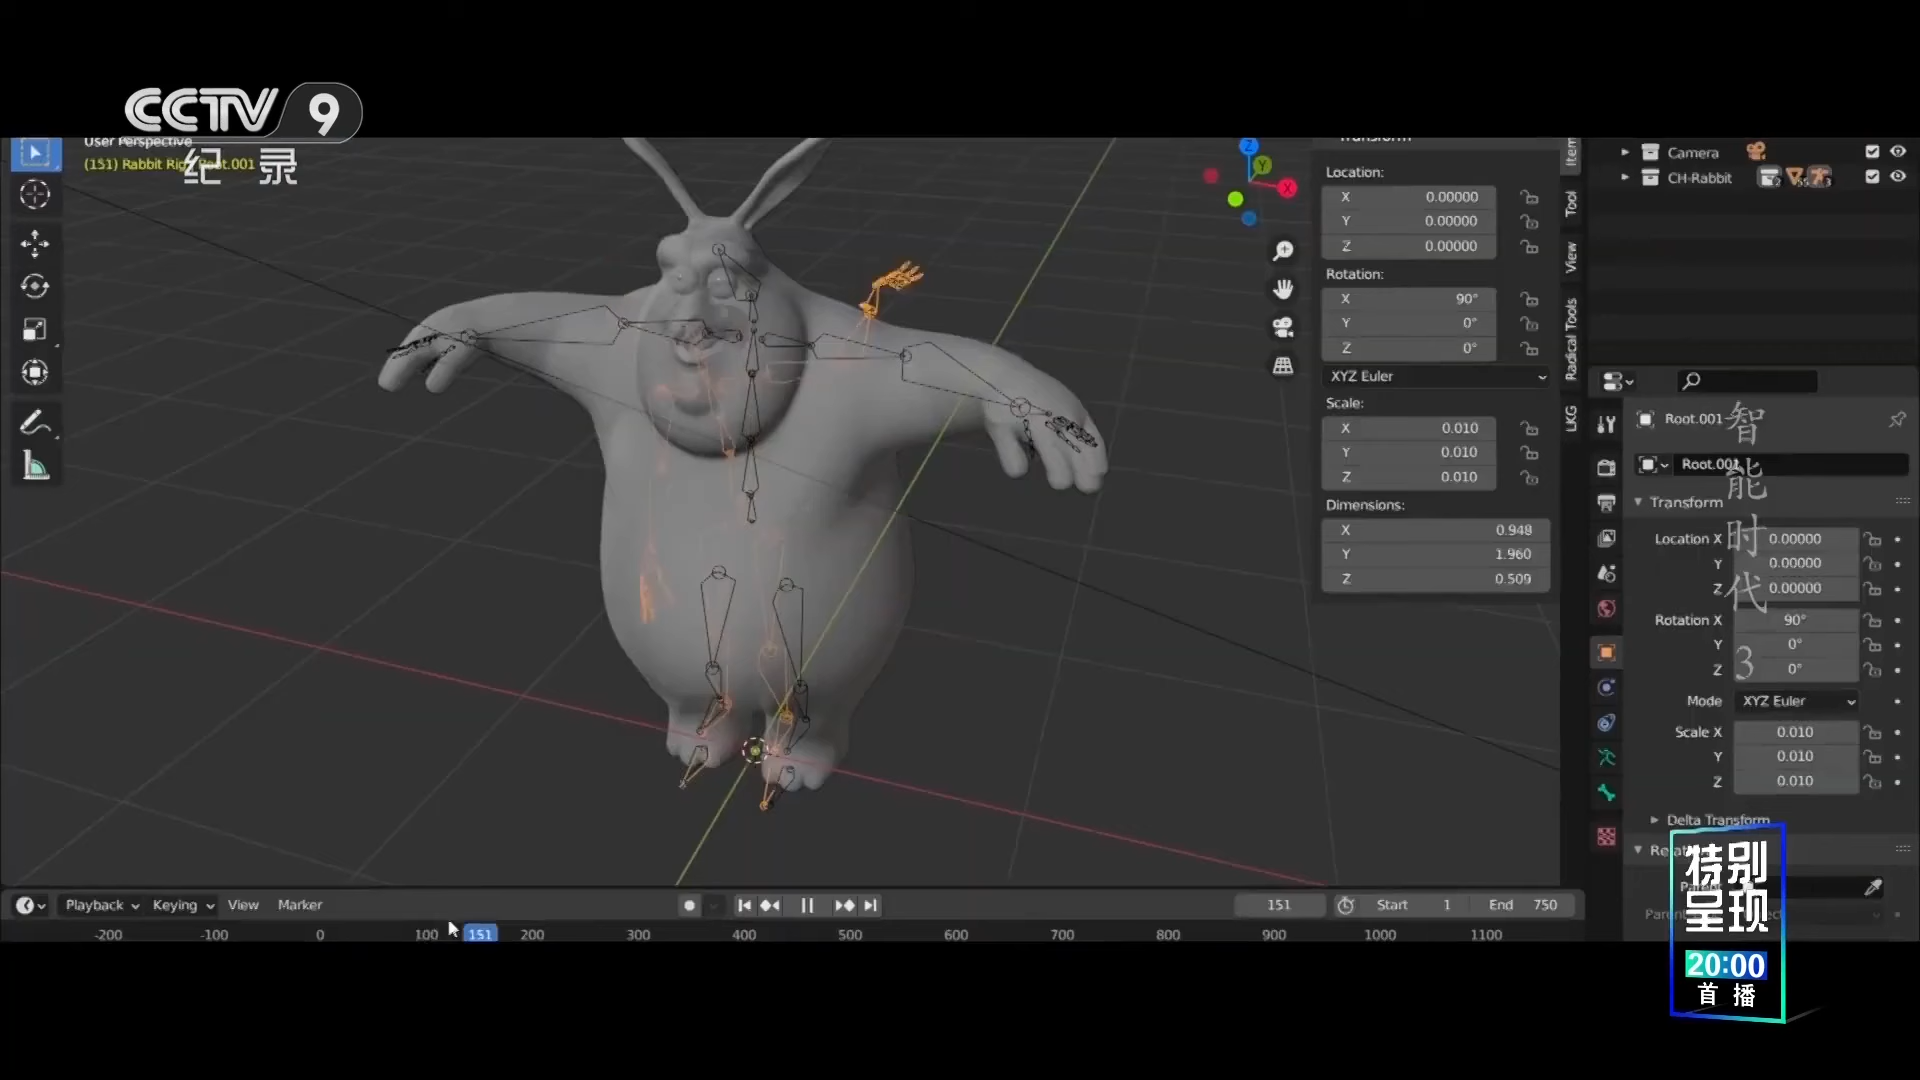 CCTV 9
纪 录
User Perspective
(151) Rabbit Rig Root.001
Transform
Location:
X 0.00000
Y 0.00000
Z 0.00000
Rotation:
X 90°
Y 0°
Z 0°
XYZ Euler
Scale:
X 0.010
Y 0.010
Z 0.010
Dimensions:
X 0.948
Y 1.960
Z 0.509
Item
Tool
View
Radical Tools
LKG
Z
Y
X
Camera
CH-Rabbit
Root.001
Root.001
Transform
Location X 0.00000
Y 0.00000
Z 0.00000
Rotation X 90°
Y 0°
Z 0°
Mode XYZ Euler
Scale X 0.010
Y 0.010
Z 0.010
Delta Transform
智能时代3
特别
呈现
20:00
首播
Playback Keying View Marker
151 Start 1 End 750
-200 -100 0 100 151 200 300 400 500 600 700 800 900 1000 1100